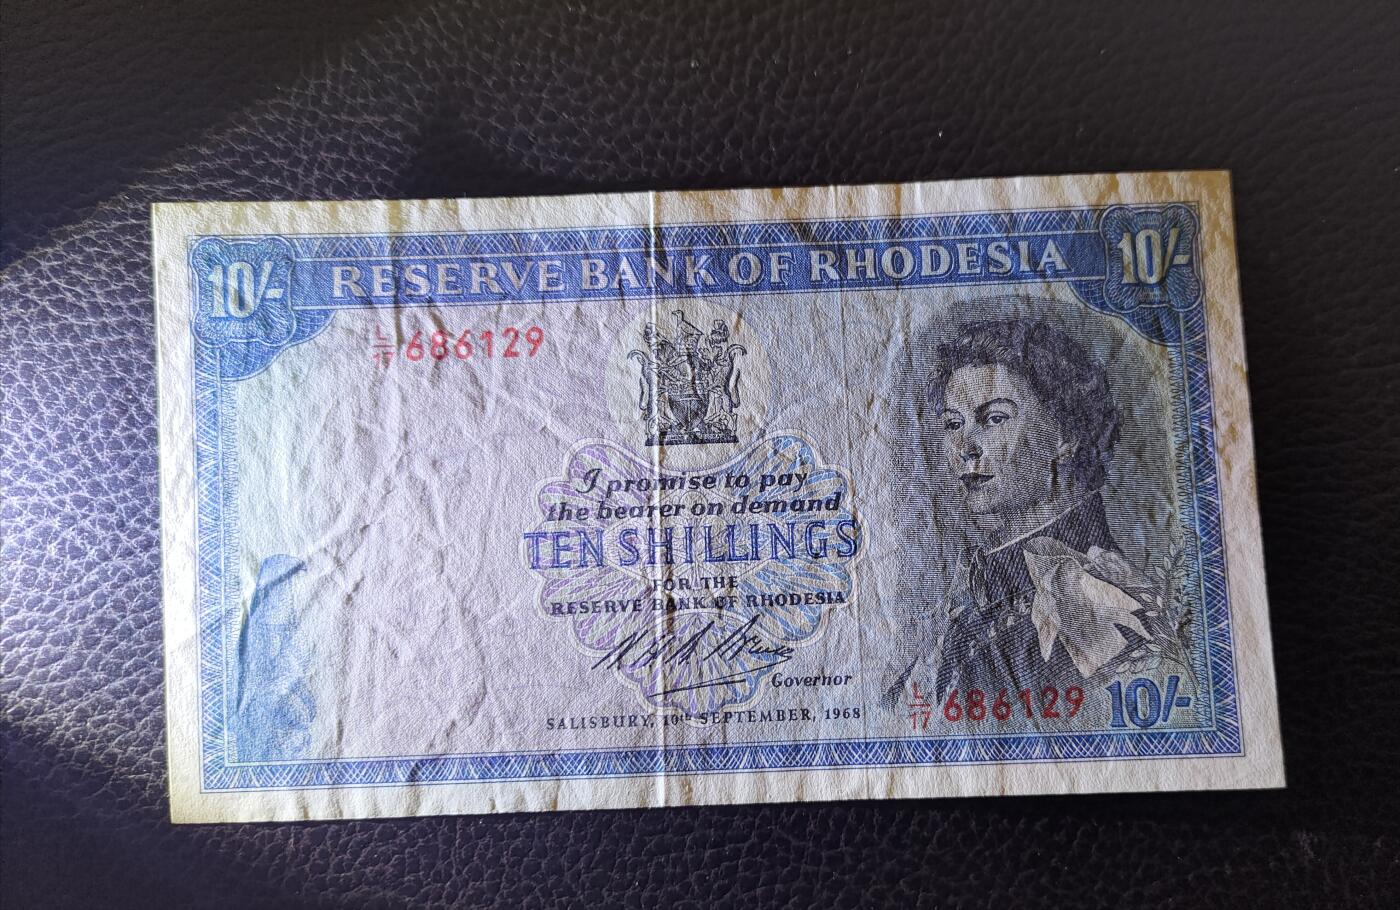 10/-
RESERVE BANK OF RHODESIA
10/-
L/17 686129
I promise to pay
the bearer on demand
TEN SHILLINGS
FOR THE
RESERVE BANK OF RHODESIA
Governor
SALISBURY, 10th SEPTEMBER, 1968
L/17 686129
10/-